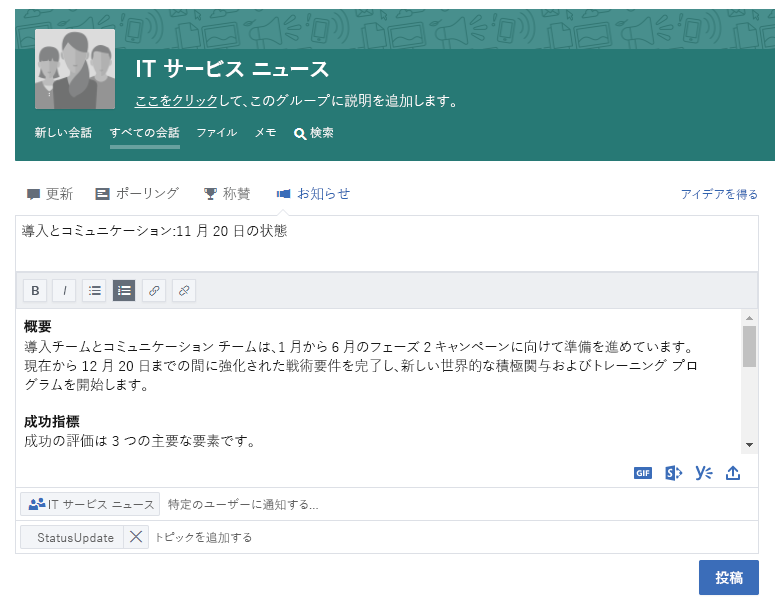 IT サービス ニュース
ここをクリックして、このグループに説明を追加します。
新しい会話 すべての会話 ファイル メモ 検索
更新 ポーリング 称賛 お知らせ アイデアを得る
導入とコミュニケーション:11 月 20 日の状態
B I
概要
導入チームとコミュニケーション チームは、1 月から 6 月のフェーズ 2 キャンペーンに向けて準備を進めています。
現在から 12 月 20 日までの間に強化された戦術要件を完了し、新しい世界的な積極関与およびトレーニング プロ
グラムを開始します。
成功指標
成功の評価は 3 つの主要な要素です。
GIF
IT サービス ニュース 特定のユーザーに通知する...
StatusUpdate トピックを追加する
投稿